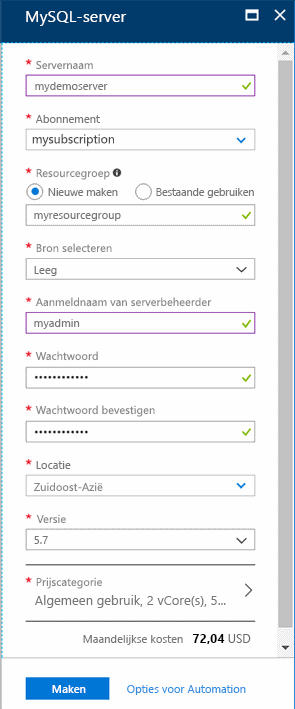 MySQL-server
* Servernaam
mydemoserver
* Abonnement
mysubscription
* Resourcegroep
Nieuwe maken Bestaande gebruiken
myresourcegroup
* Bron selecteren
Leeg
* Aanmeldnaam van serverbeheerder
myadmin
* Wachtwoord
••••••••••••
* Wachtwoord bevestigen
••••••••••••
* Locatie
Zuidoost-Azië
* Versie
5.7
* Prijscategorie
Algemeen gebruik, 2 vCore(s), 5...
Maandelijkse kosten 72,04 USD
Maken Opties voor Automation